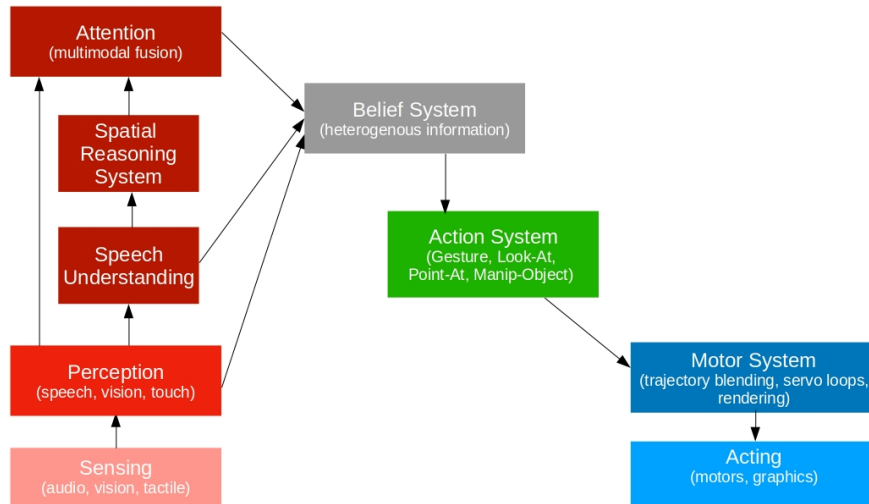 Attention
(multimodal fusion)
Belief System
(heterogenous information)
Spatial
Reasoning
System
Action System
(Gesture, Look-At,
Point-At, Manip-Object)
Speech
Understanding
Perception
(speech, vision, touch)
Motor System
(trajectory blending, servo loops,
rendering)
Sensing
(audio, vision, tactile)
Acting
(motors, graphics)